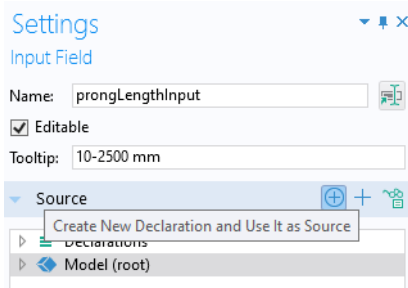 Settings
Input Field
Name: prongLengthInput
Editable
Tooltip: 10-2500 mm
Source
Create New Declaration and Use It as Source
Declarations
Model (root)